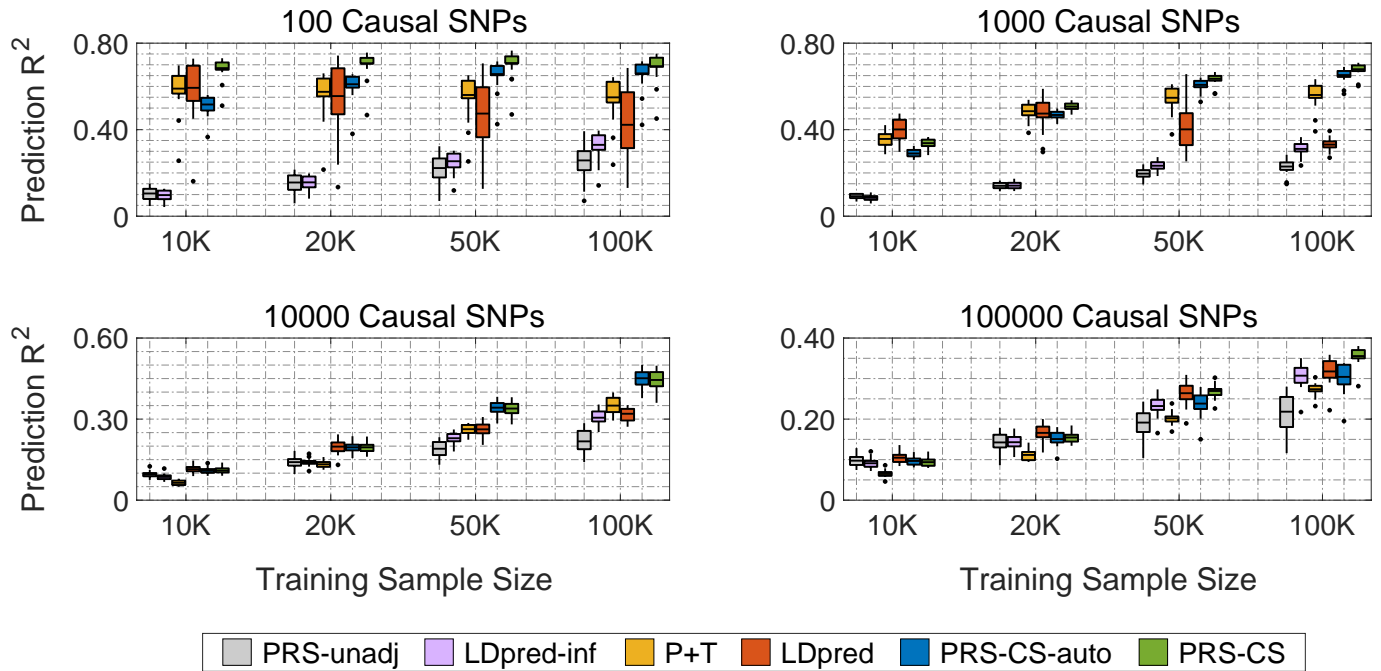 100 Causal SNPs
1000 Causal SNPs
Prediction R²
0.80
0.40
0
10K 20K 50K 100K
0.80
0.40
0
10K 20K 50K 100K
10000 Causal SNPs
100000 Causal SNPs
Prediction R²
0.60
0.30
0
10K 20K 50K 100K
0.40
0.20
0
10K 20K 50K 100K
Training Sample Size
Training Sample Size
PRS-unadj LDpred-inf P+T LDpred PRS-CS-auto PRS-CS